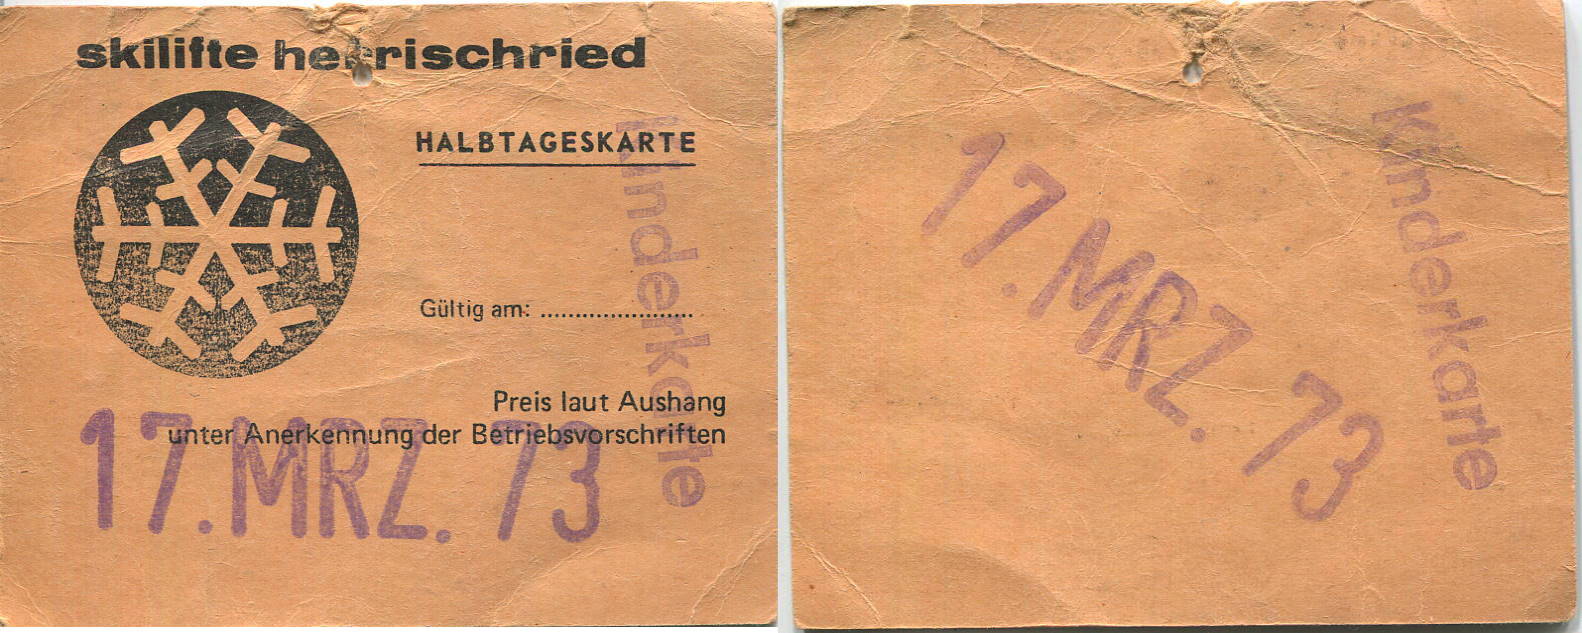 skilifte herrischried
HALBTAGESKARTE
Kinderkarte
Gültig am: ......................
Preis laut Aushang
unter Anerkennung der Betriebsvorschriften
17.MRZ. 73
17.MRZ. 73
Kinderkarte